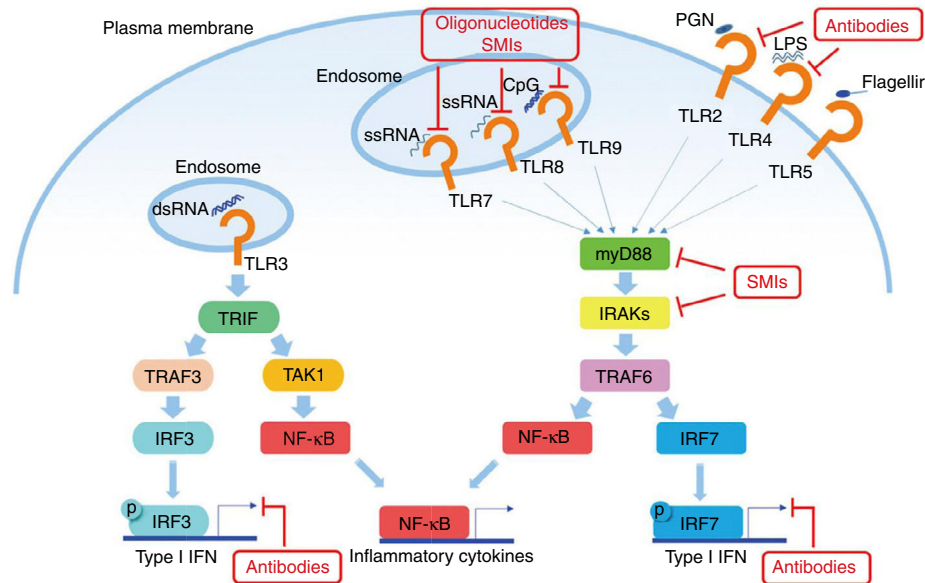 Plasma membrane
Oligonucleotides
SMIs
PGN
Antibodies
LPS
Endosome
CpG
ssRNA
ssRNA
Flagellir
TLR2
TLR4
TLR9
TLR8
TLR5
TLR7
Endosome
dsRNA
TLR3
myD88
SMIs
TRIF
IRAKs
TRAF3
TAK1
TRAF6
IRF3
NF-κB
NF-κB
IRF7
p
IRF3
NF-κB
p
IRF7
Type I IFN
Inflammatory cytokines
Type I IFN
Antibodies
Antibodies